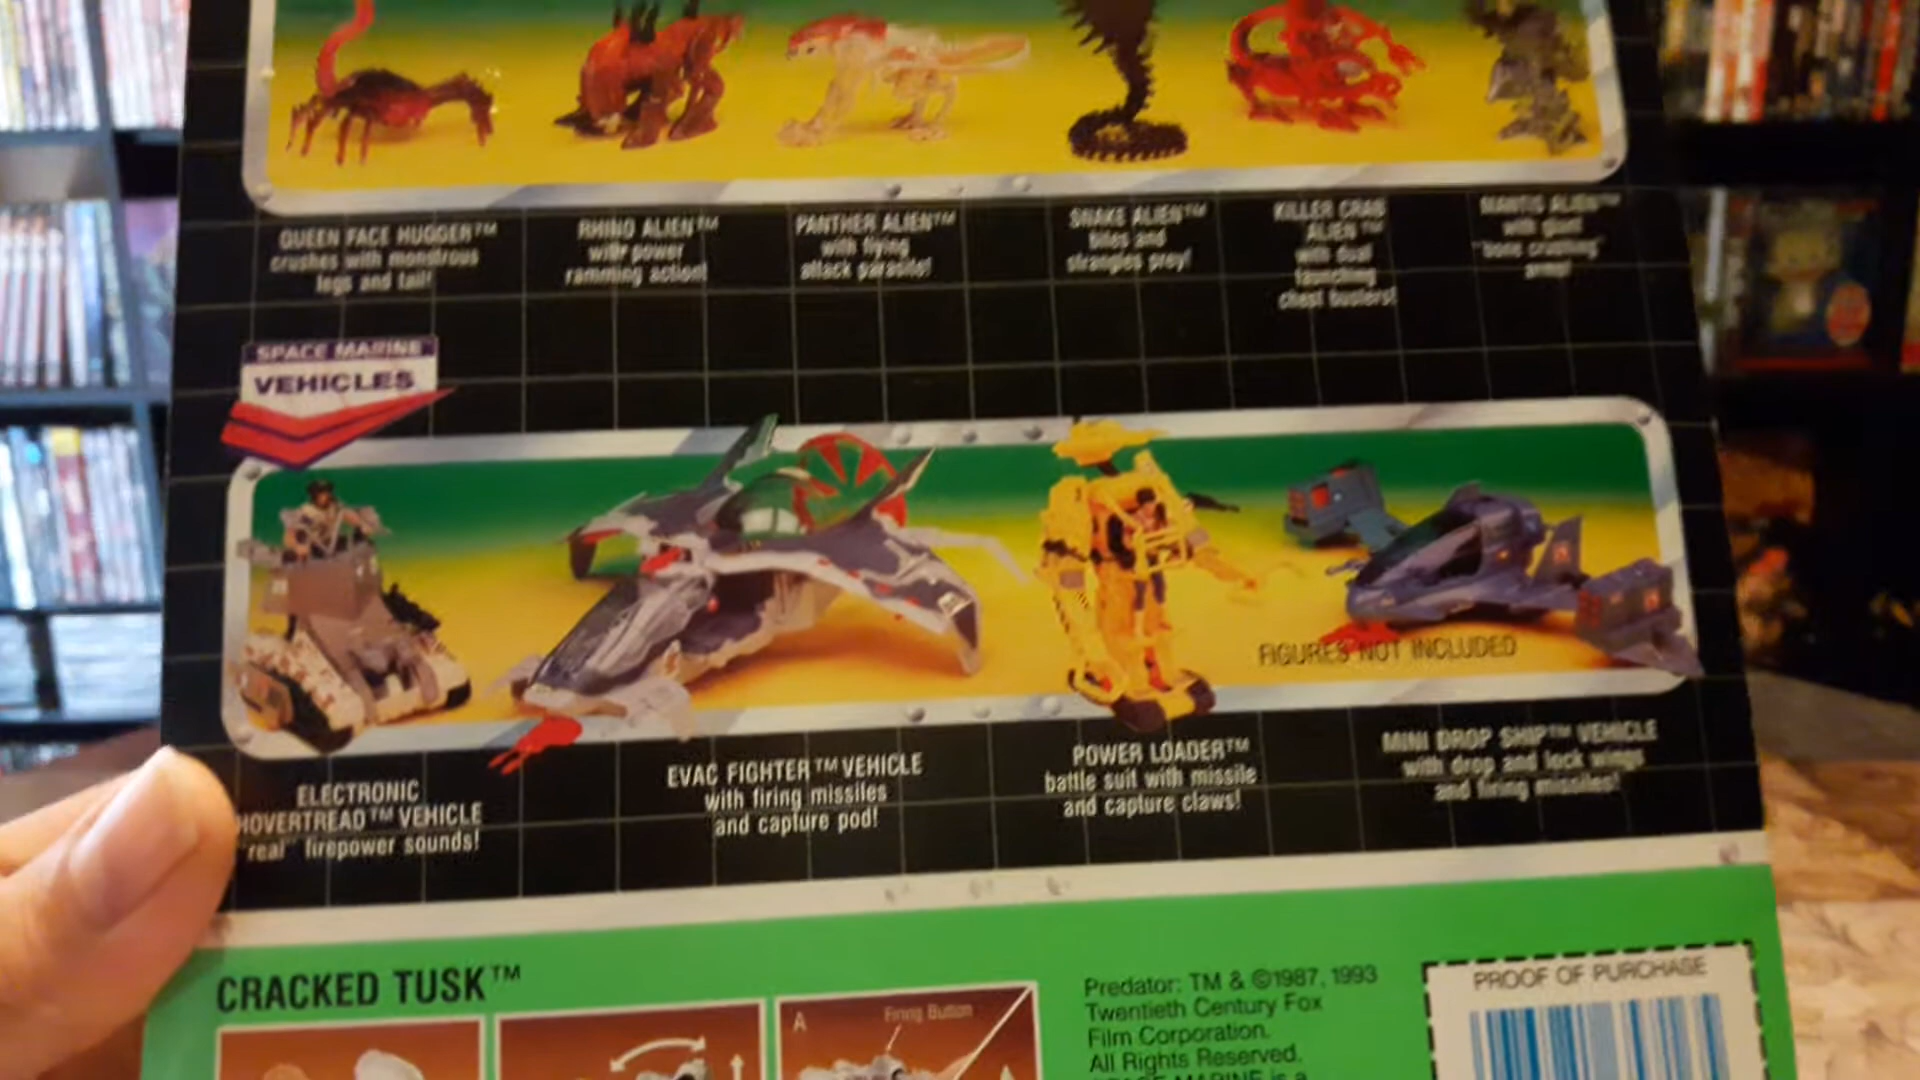 QUEEN FACE HUGGER™
crushes with monstrous
legs and tail!
RHINO ALIEN™
with power
ramming action!
PANTHER ALIEN™
with flying
attack parasite!
SNAKE ALIEN™
bites and
strangles prey!
KILLER CRAB
ALIEN™
with dual
launching
chest busters!
MANTIS ALIEN™
with giant
"bone crushing"
arms!
SPACE MARINE
VEHICLES
FIGURES NOT INCLUDED
ELECTRONIC
HOVERTREAD™ VEHICLE
"real" firepower sounds!
EVAC FIGHTER™ VEHICLE
with firing missiles
and capture pod!
POWER LOADER™
battle suit with missile
and capture claws!
MINI DROP SHIP™ VEHICLE
with drop and lock wings
and firing missiles!
CRACKED TUSK™
A
Firing Button
Predator: TM & ©1987, 1993
Twentieth Century Fox
Film Corporation.
All Rights Reserved.
SPACE MARINE is a
PROOF OF PURCHASE